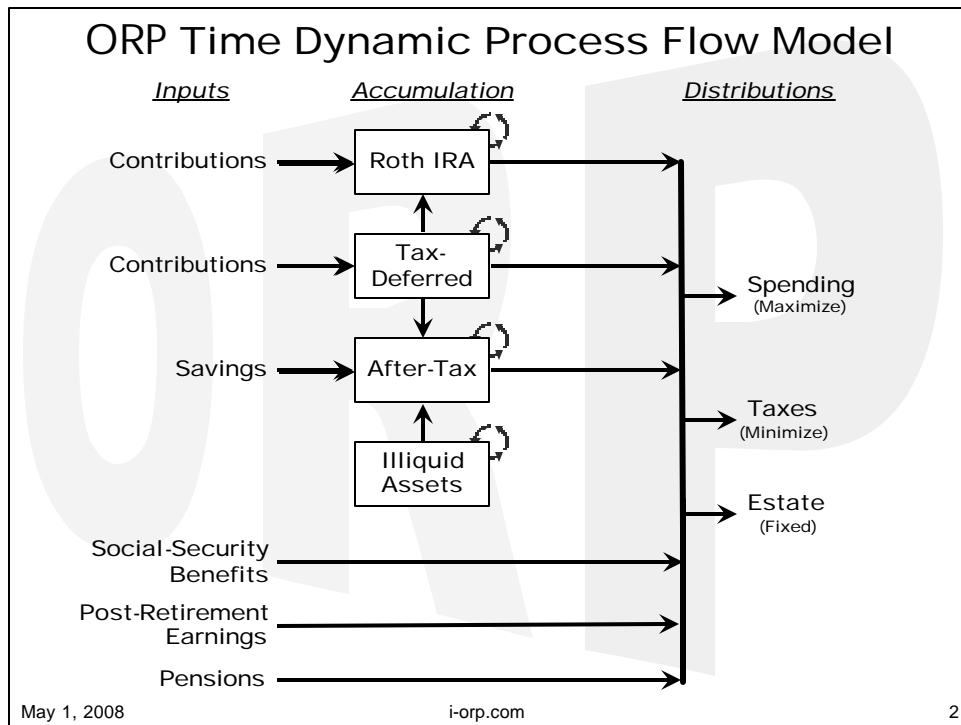 ORP Time Dynamic Process Flow Model
Inputs
Accumulation
Distributions
Contributions
Roth IRA
Contributions
Tax-
Deferred
Spending
(Maximize)
Savings
After-Tax
Taxes
(Minimize)
Illiquid
Assets
Estate
(Fixed)
Social-Security
Benefits
Post-Retirement
Earnings
Pensions
May 1, 2008
i-orp.com
2
ORP